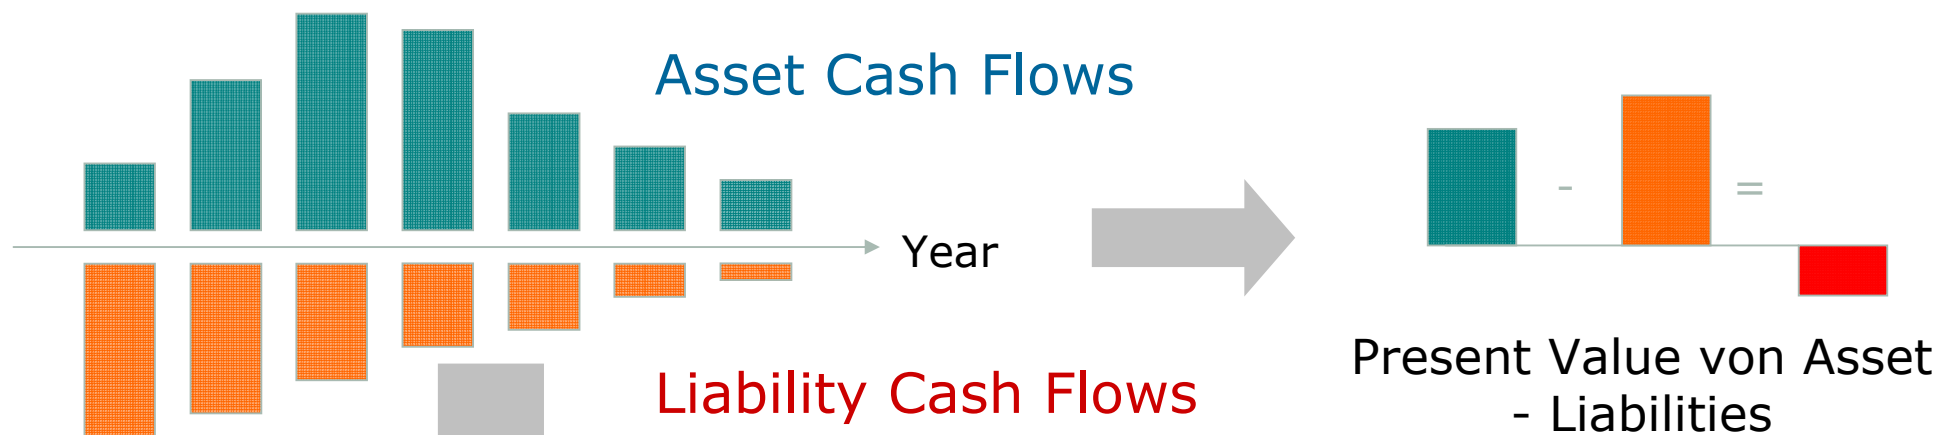 Asset Cash Flows
- =
Year
Liability Cash Flows
Present Value von Asset
- Liabilities